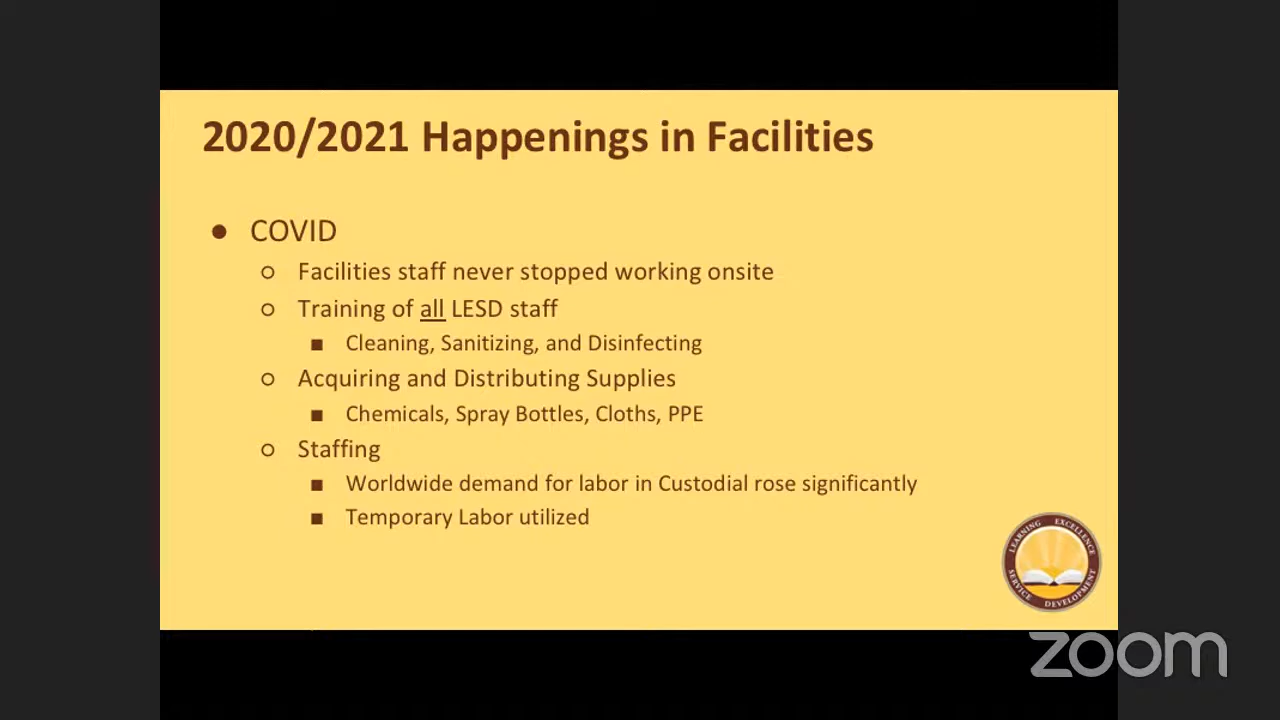 2020/2021 Happenings in Facilities
● COVID
○ Facilities staff never stopped working onsite
○ Training of all LESD staff
■ Cleaning, Sanitizing, and Disinfecting
○ Acquiring and Distributing Supplies
■ Chemicals, Spray Bottles, Cloths, PPE
○ Staffing
■ Worldwide demand for labor in Custodial rose significantly
■ Temporary Labor utilized
LEARNING EXCELLENCE
SERVICE DEVELOPMENT
zoom